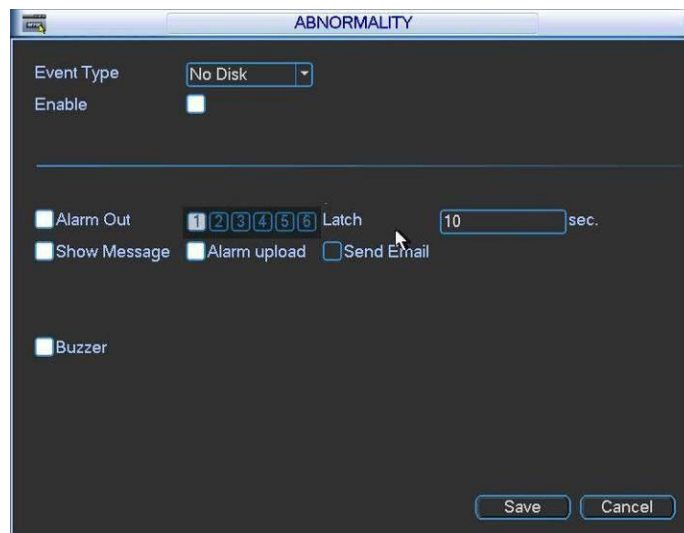 ABNORMALITY
Event Type No Disk
Enable
Alarm Out 1 2 3 4 5 6 Latch 10 sec.
Show Message Alarm upload Send Email
Buzzer
Save Cancel